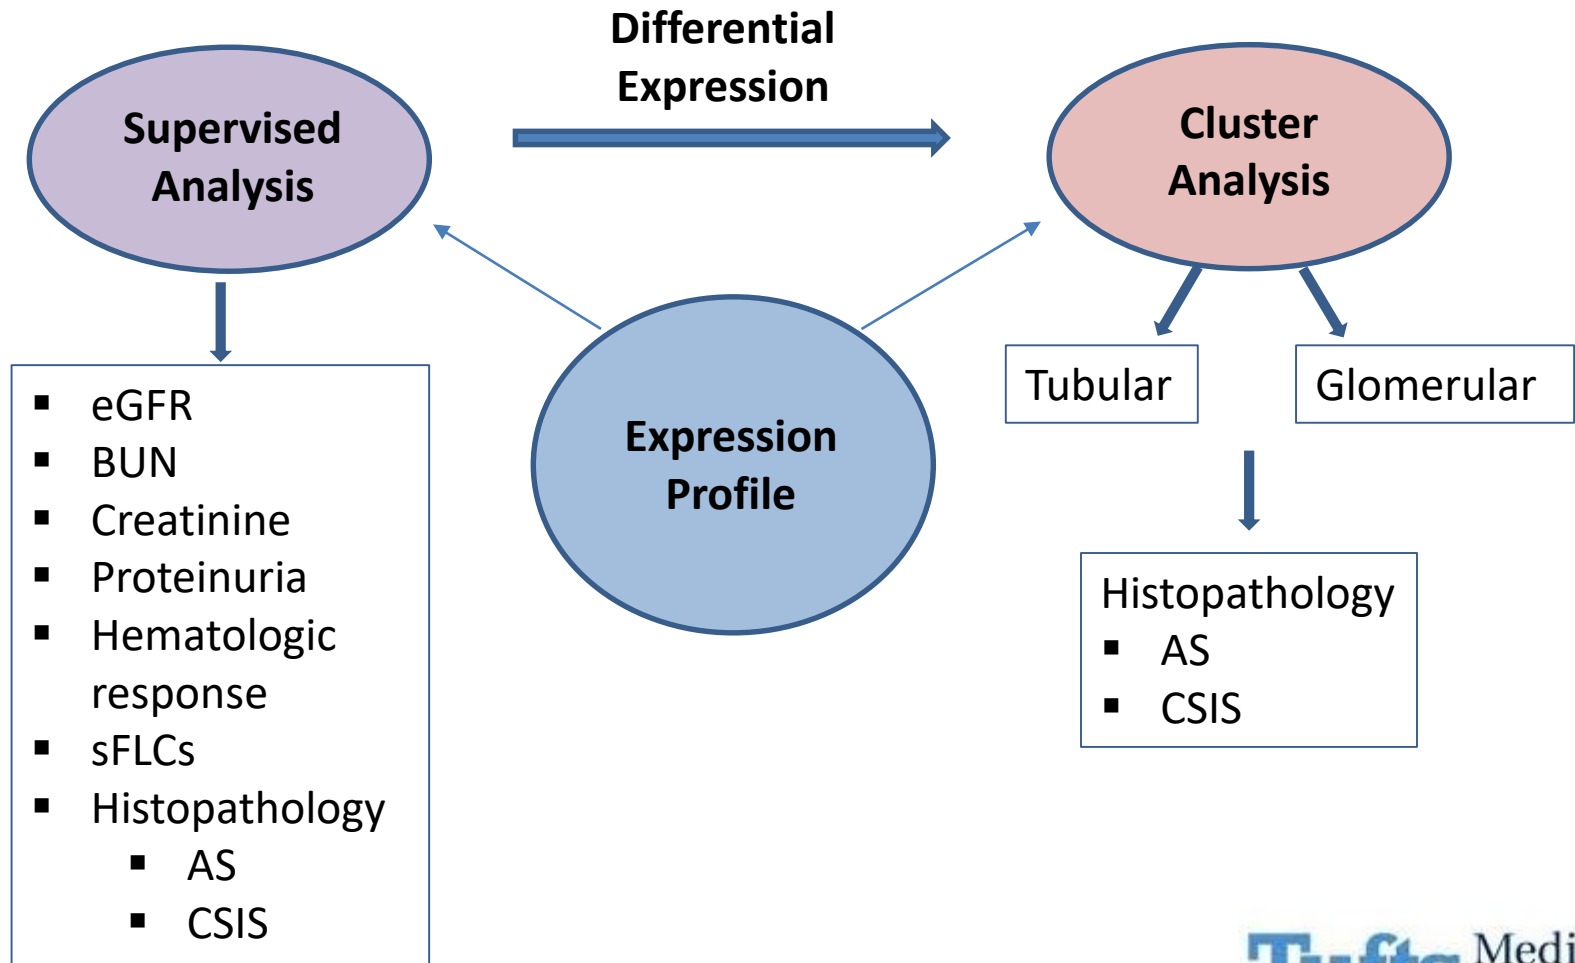 Differential
Expression
Supervised
Analysis
Cluster
Analysis
Expression
Profile
eGFR
BUN
Creatinine
Proteinuria
Hematologic
response
sFLCs
Histopathology
AS
CSIS
Tubular
Glomerular
Histopathology
AS
CSIS
Tufts